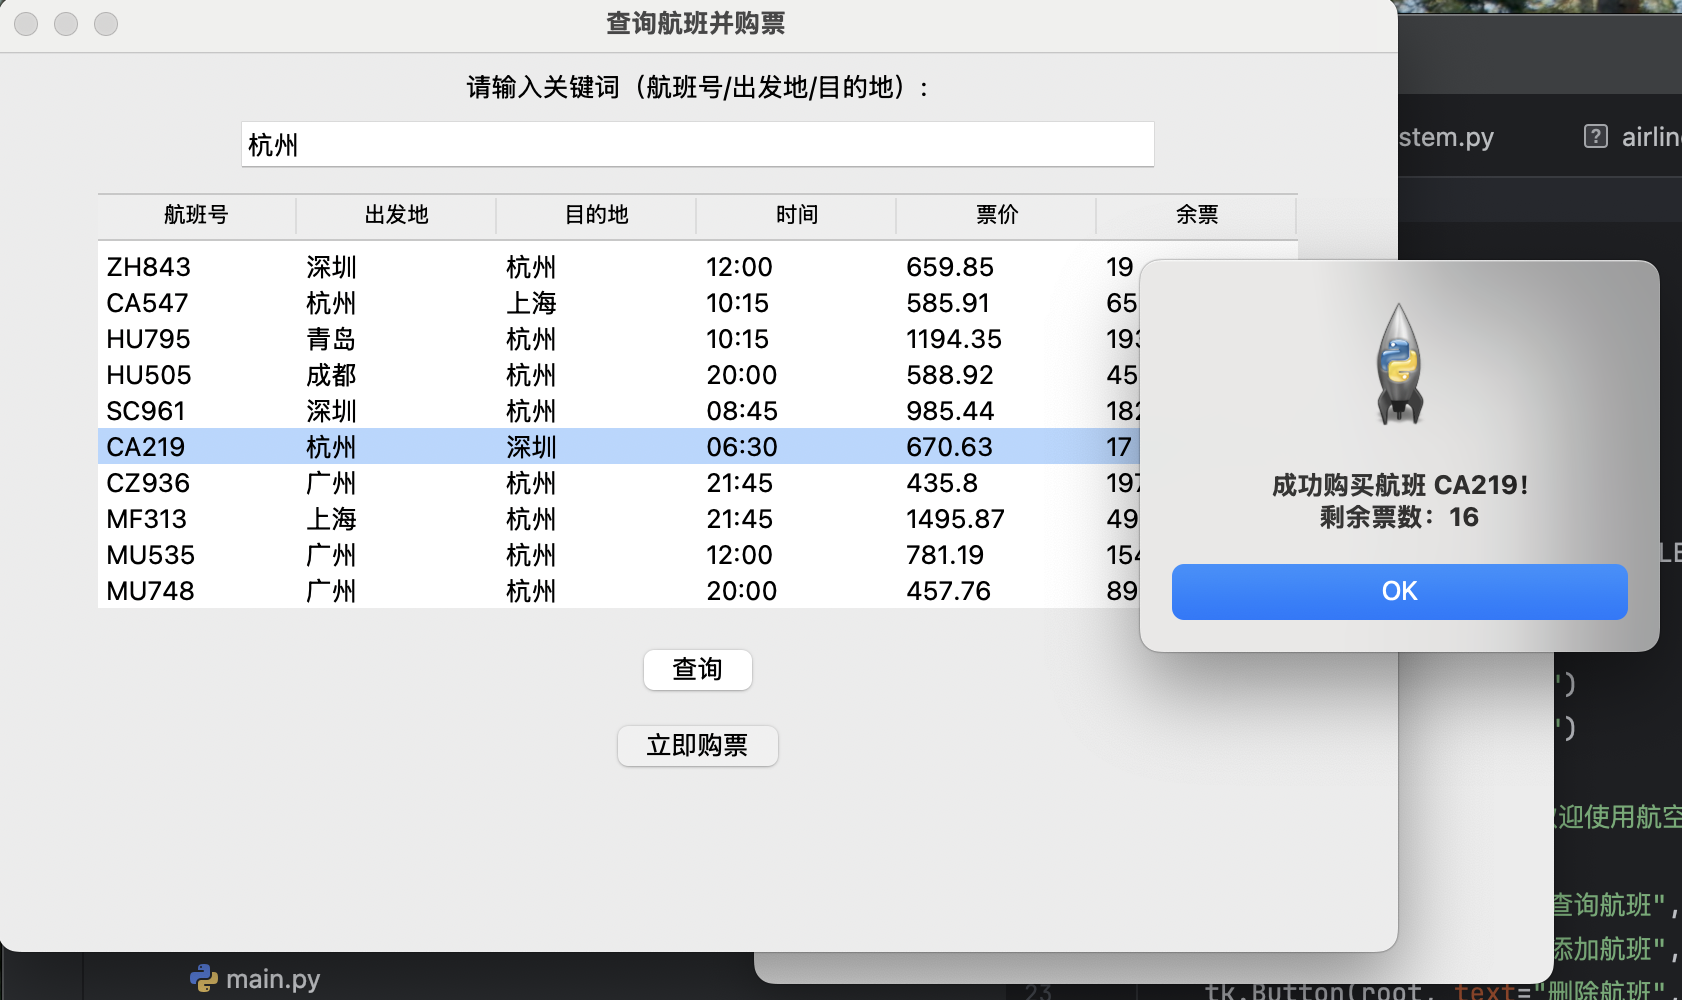 查询航班并购票
请输入关键词（航班号/出发地/目的地）:
杭州
航班号 出发地 目的地 时间 票价 余票
ZH843 深圳 杭州 12:00 659.85 19
CA547 杭州 上海 10:15 585.91 65
HU795 青岛 杭州 10:15 1194.35 193
HU505 成都 杭州 20:00 588.92 45
SC961 深圳 杭州 08:45 985.44 182
CA219 杭州 深圳 06:30 670.63 17
CZ936 广州 杭州 21:45 435.8 197
MF313 上海 杭州 21:45 1495.87 49
MU535 广州 杭州 12:00 781.19 154
MU748 广州 杭州 20:00 457.76 89
查询
立即购票
成功购买航班 CA219！
剩余票数：16
OK
stem.py
airlin
LE
')
')
迎使用航空
查询航班",
添加航班",
main.py
23 tk.Button(root, text="删除航班",